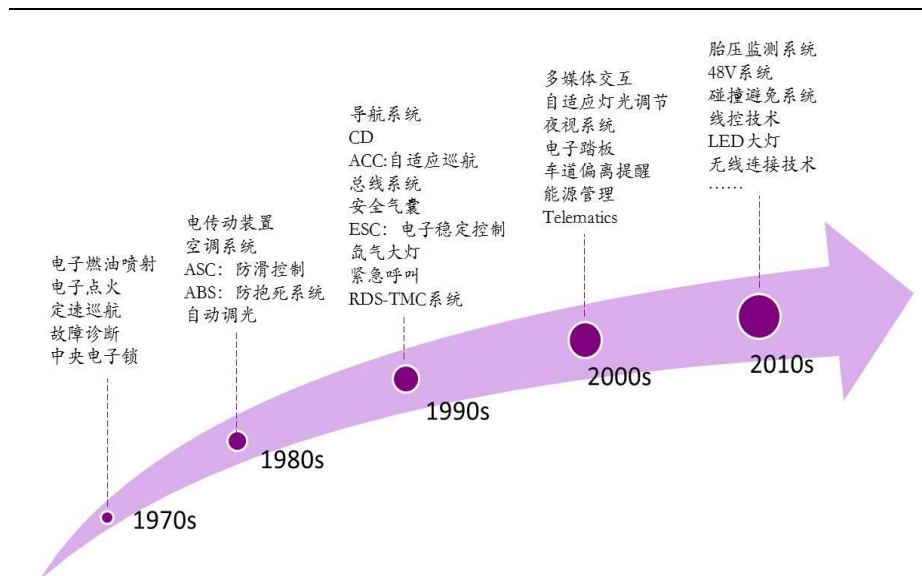 电子燃油喷射
电子点火
定速巡航
故障诊断
中央电子锁
1970s
电传动装置
空调系统
ASC：防滑控制
ABS：防抱死系统
自动调光
1980s
导航系统
CD
ACC:自适应巡航
总线系统
安全气囊
ESC：电子稳定控制
氙气大灯
紧急呼叫
RDS-TMC系统
1990s
多媒体交互
自适应灯光调节
夜视系统
电子踏板
车道偏离提醒
能源管理
Telematics
2000s
胎压监测系统
48V系统
碰撞避免系统
线控技术
LED大灯
无线连接技术
……
2010s